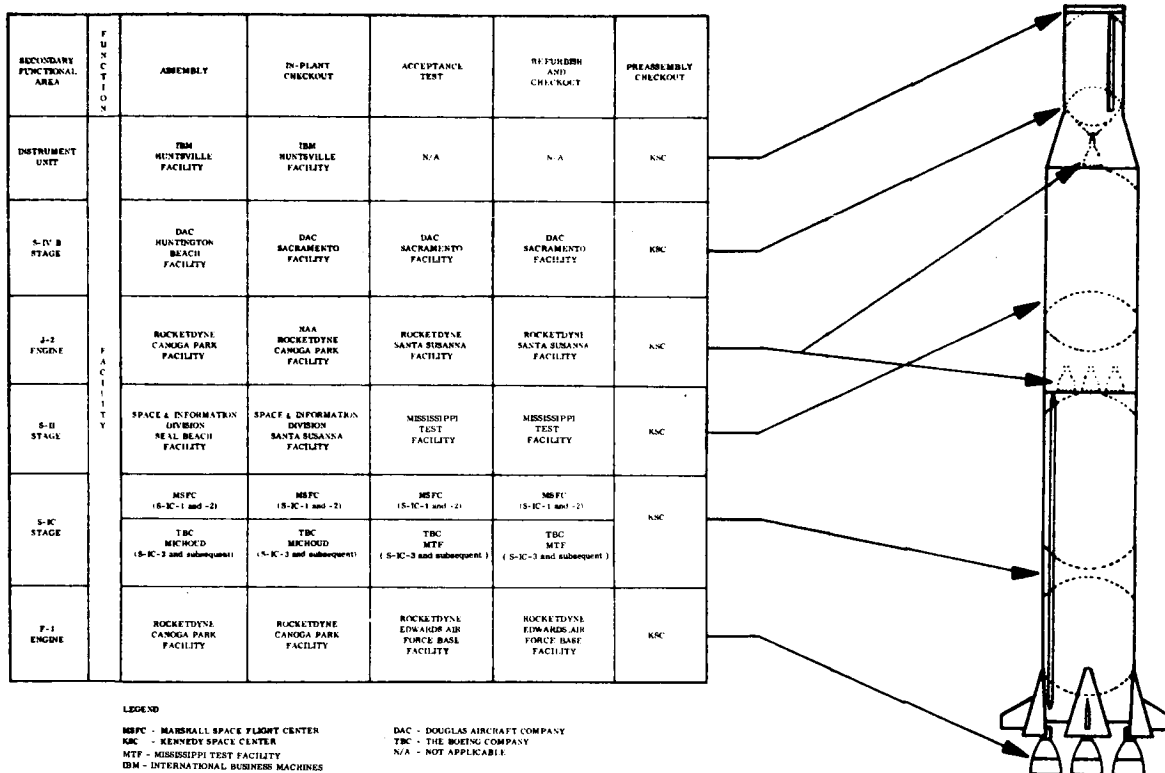 SECONDARY
FUNCTIONAL
AREA
FUNCTION
ASSEMBLY
IN-PLANT
CHECKOUT
ACCEPTANCE
TEST
REFURBISH
AND
CHECKOUT
PREASSEMBLY
CHECKOUT
FACILITY
INSTRUMENT
UNIT
IBM
HUNTSVILLE
FACILITY
IBM
HUNTSVILLE
FACILITY
N/A
N/A
KSC
S-IV B
STAGE
DAC
HUNTINGTON
BEACH
FACILITY
DAC
SACRAMENTO
FACILITY
DAC
SACRAMENTO
FACILITY
DAC
SACRAMENTO
FACILITY
KSC
J-2
ENGINE
ROCKETDYNE
CANOGA PARK
FACILITY
NAA
ROCKETDYNE
CANOGA PARK
FACILITY
ROCKETDYNE
SANTA SUSANNA
FACILITY
ROCKETDYNE
SANTA SUSANNA
FACILITY
KSC
S-II
STAGE
SPACE & INFORMATION
DIVISION
SEAL BEACH
FACILITY
SPACE & INFORMATION
DIVISION
SANTA SUSANNA
FACILITY
MISSISSIPPI
TEST
FACILITY
MISSISSIPPI
TEST
FACILITY
KSC
S-IC
STAGE
MSFC
(S-IC-1 and -2)
MSFC
(S-IC-1 and -2)
MSFC
(S-IC-1 and -2)
MSFC
(S-IC-1 and -2)
KSC
TBC
MICHOUD
(S-IC-3 and subsequent)
TBC
MICHOUD
(S-IC-3 and subsequent)
TBC
MTF
(S-IC-3 and subsequent)
TBC
MTF
(S-IC-3 and subsequent)
F-1
ENGINE
ROCKETDYNE
CANOGA PARK
FACILITY
ROCKETDYNE
CANOGA PARK
FACILITY
ROCKETDYNE
EDWARDS AIR
FORCE BASE
FACILITY
ROCKETDYNE
EDWARDS AIR
FORCE BASE
FACILITY
KSC
LEGEND
MSFC - MARSHALL SPACE FLIGHT CENTER
KSC - KENNEDY SPACE CENTER
MTF - MISSISSIPPI TEST FACILITY
IBM - INTERNATIONAL BUSINESS MACHINES
DAC - DOUGLAS AIRCRAFT COMPANY
TBC - THE BOEING COMPANY
N/A - NOT APPLICABLE